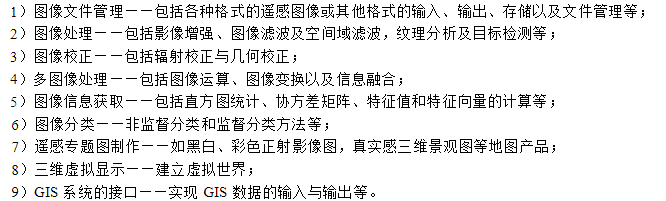 1）图像文件管理——包括各种格式的遥感图像或其他格式的输入、输出、存储以及文件管理等；
2）图像处理——包括影像增强、图像滤波及空间域滤波，纹理分析及目标检测等；
3）图像校正——包括辐射校正与几何校正；
4）多图像处理——包括图像运算、图像变换以及信息融合；
5）图像信息获取——包括直方图统计、协方差矩阵、特征值和特征向量的计算等；
6）图像分类——非监督分类和监督分类方法等；
7）遥感专题图制作——如黑白、彩色正射影像图，真实感三维景观图等地图产品；
8）三维虚拟显示——建立虚拟世界；
9）GIS 系统的接口——实现 GIS 数据的输入与输出等。